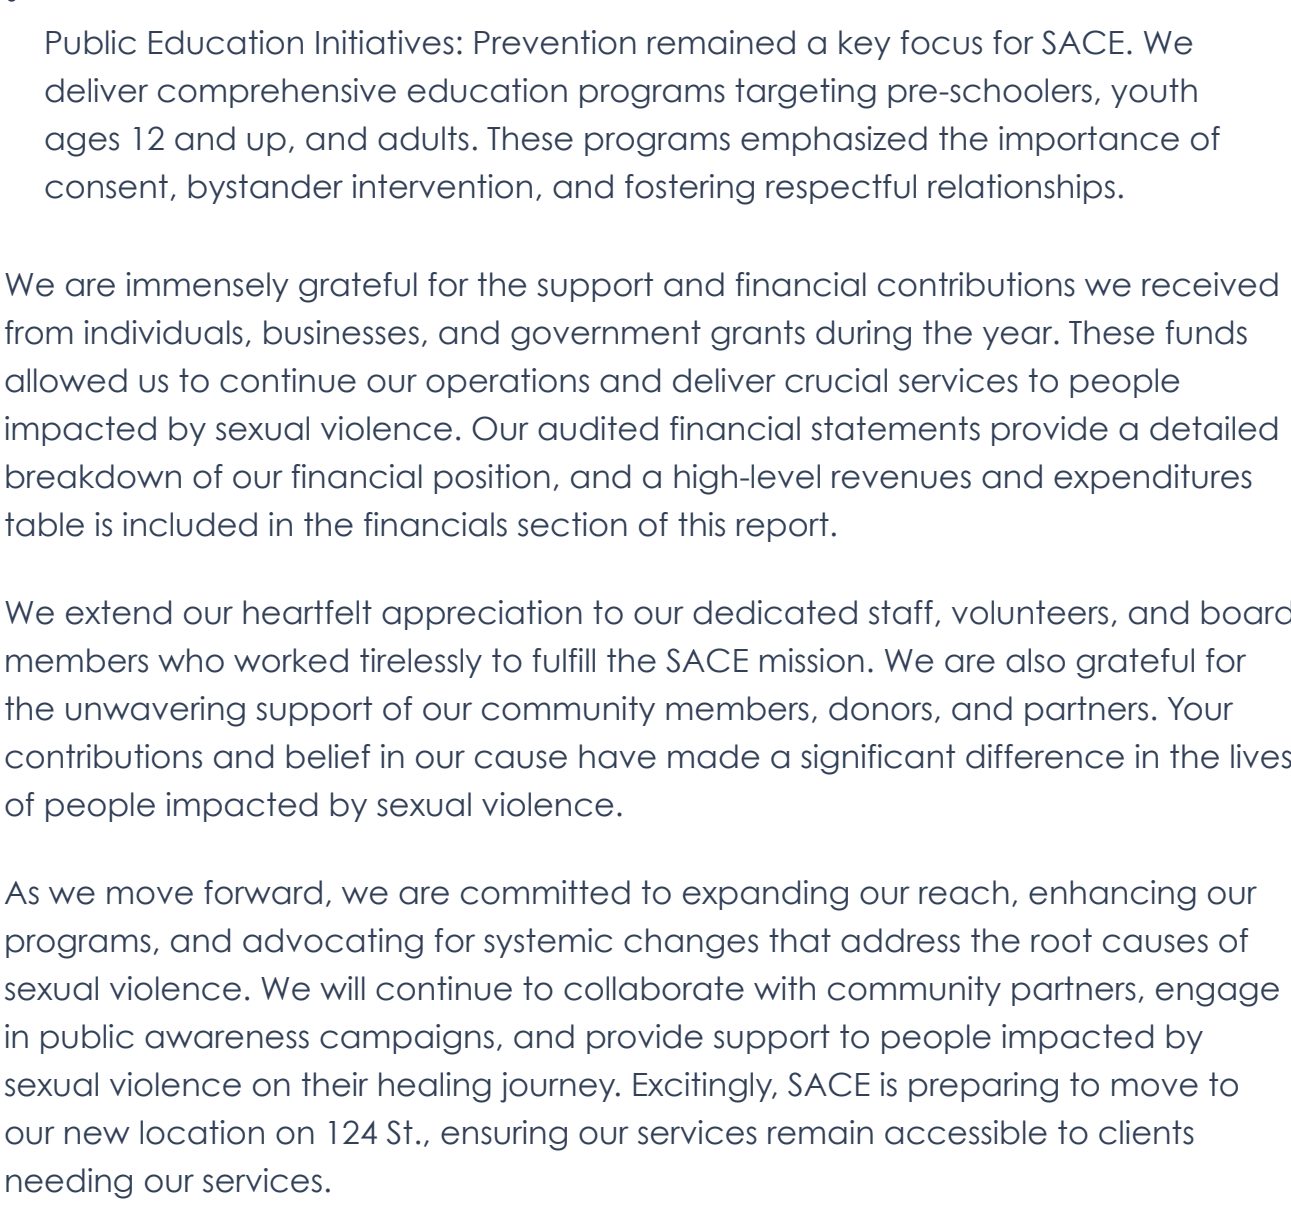 Public Education Initiatives: Prevention remained a key focus for SACE. We
deliver comprehensive education programs targeting pre-schoolers, youth
ages 12 and up, and adults. These programs emphasized the importance of
consent, bystander intervention, and fostering respectful relationships.
We are immensely grateful for the support and financial contributions we received
from individuals, businesses, and government grants during the year. These funds
allowed us to continue our operations and deliver crucial services to people
impacted by sexual violence. Our audited financial statements provide a detailed
breakdown of our financial position, and a high-level revenues and expenditures
table is included in the financials section of this report.
We extend our heartfelt appreciation to our dedicated staff, volunteers, and board
members who worked tirelessly to fulfill the SACE mission. We are also grateful for
the unwavering support of our community members, donors, and partners. Your
contributions and belief in our cause have made a significant difference in the lives
of people impacted by sexual violence.
As we move forward, we are committed to expanding our reach, enhancing our
programs, and advocating for systemic changes that address the root causes of
sexual violence. We will continue to collaborate with community partners, engage
in public awareness campaigns, and provide support to people impacted by
sexual violence on their healing journey. Excitingly, SACE is preparing to move to
our new location on 124 St., ensuring our services remain accessible to clients
needing our services.